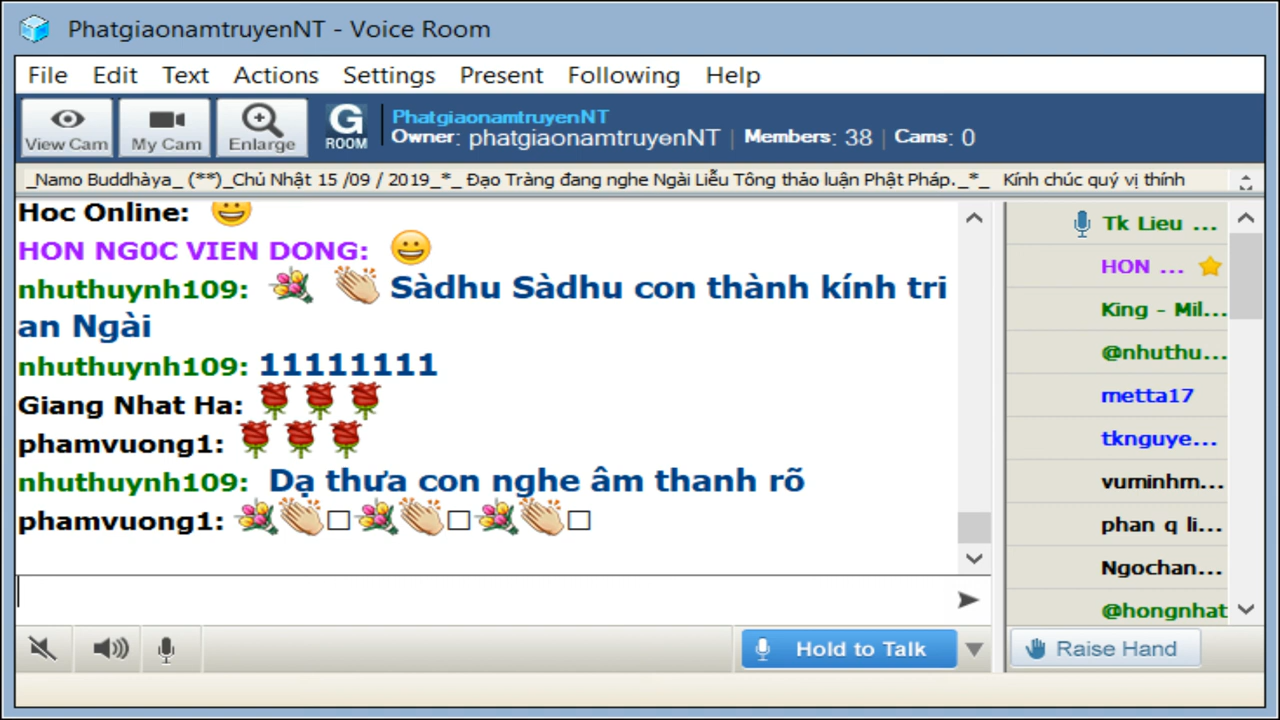 PhatgiaonamtruyenNT - Voice Room
File Edit Text Actions Settings Present Following Help
View Cam My Cam Enlarge G ROOM
PhatgiaonamtruyenNT
Owner: phatgiaonamtruyenNT | Members: 38 | Cams: 0
_Namo Buddhàya_ (**)_Chủ Nhật 15 /09 / 2019_*_ Đạo Tràng đang nghe Ngài Liễu Tông thảo luận Phật Pháp._*_ Kính chúc quý vị thính
Hoc Online:
HON NG0C VIEN DONG:
nhuthuynh109: Sàdhu Sàdhu con thành kính tri
an Ngài
nhuthuynh109: 11111111
Giang Nhat Ha:
phamvuong1:
nhuthuynh109: Dạ thưa con nghe âm thanh rõ
phamvuong1:
Tk Lieu ...
HON ...
King - Mil...
@nhuthu...
metta17
tknguye...
vuminhm...
phan q li...
Ngochan...
@hongnhat
Hold to Talk
Raise Hand